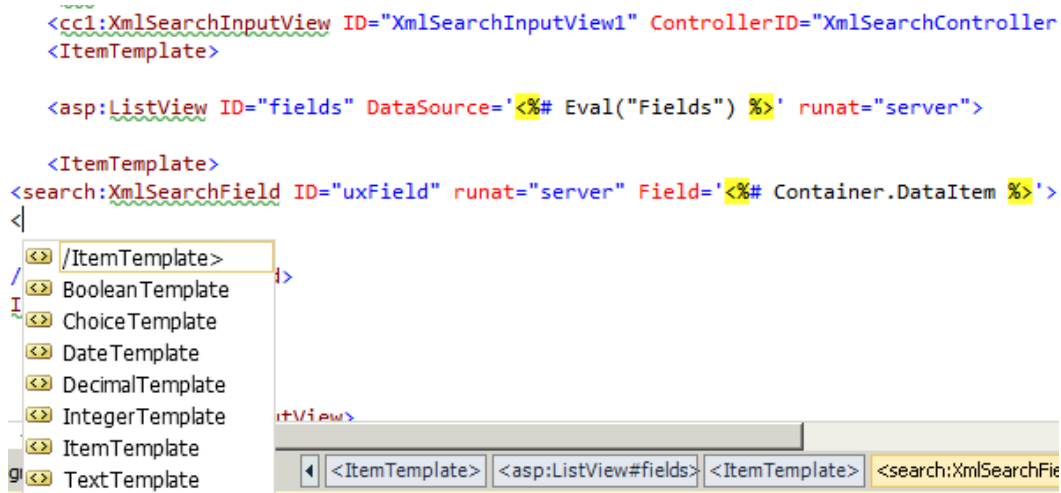 <cc1:XmlSearchInputView ID="XmlSearchInputView1" ControllerID="XmlSearchController
<ItemTemplate>
<asp:ListView ID="fields" DataSource='<%# Eval("Fields") %>' runat="server">
<ItemTemplate>
<search:XmlSearchField ID="uxField" runat="server" Field='<%# Container.DataItem %>'>
<
/ItemTemplate>
BooleanTemplate
ChoiceTemplate
DateTemplate
DecimalTemplate
IntegerTemplate
ItemTemplate
TextTemplate
<ItemTemplate> <asp:ListView#fields> <ItemTemplate> <search:XmlSearchFie